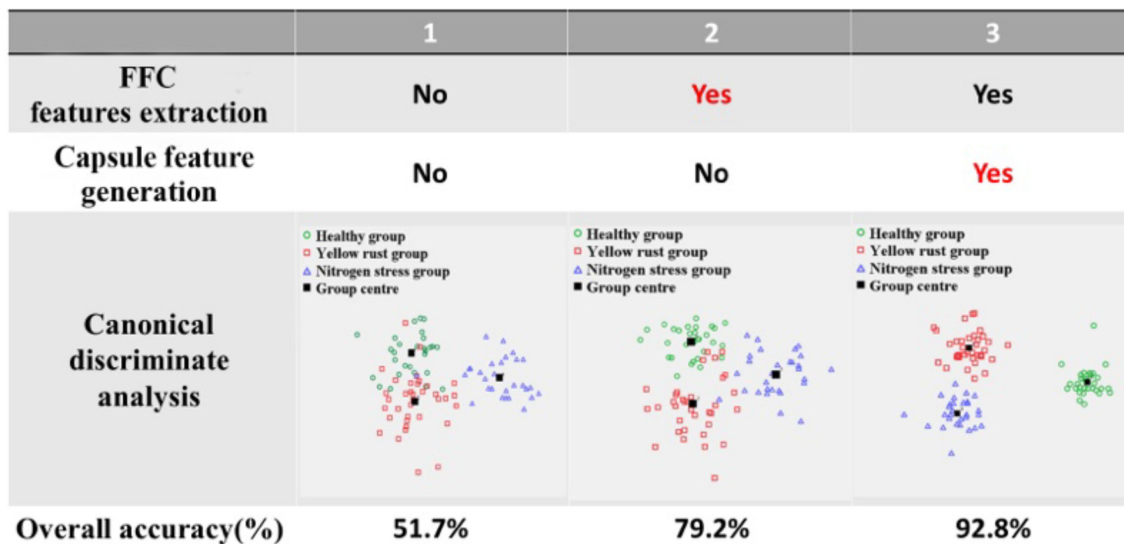 1 2 3
FFC
features extraction
No Yes Yes
Capsule feature
generation
No No Yes
Canonical
discriminate
analysis
Healthy group
Yellow rust group
Nitrogen stress group
Group centre
Healthy group
Yellow rust group
Nitrogen stress group
Group centre
Healthy group
Yellow rust group
Nitrogen stress group
Group centre
Overall accuracy(%) 51.7% 79.2% 92.8%